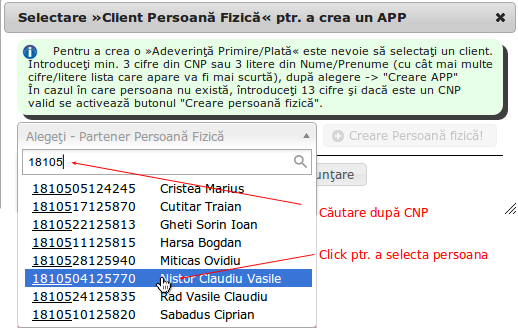 Selectare »Client Persoană Fizică« ptr. a crea un APP
Pentru a crea o »Adeverință Primire/Plată« este nevoie să selectați un client.
Introduceți min. 3 cifre din CNP sau 3 litere din Nume/Prenume (cu cât mai multe
cifre/litere lista care apare va fi mai scurtă), după alegere -> "Creare APP"
În cazul în care persoana nu există, introduceți 13 cifre și dacă este un CNP
valid se activează butonul "Creare persoană fizică".
Alegeți - Partener Persoană Fizică
Creare Persoană fizică!
18105
unțare
1810505124245 Cristea Marius
1810517125870 Cutitar Traian
1810522125813 Gheti Sorin Ioan
1810511125815 Harsa Bogdan
1810528125940 Miticas Ovidiu
1810504125770 Nistor Claudiu Vasile
1810524125835 Rad Vasile Claudiu
1810510125820 Sabadus Ciprian
Căutare după CNP
Click ptr. a selecta persoana